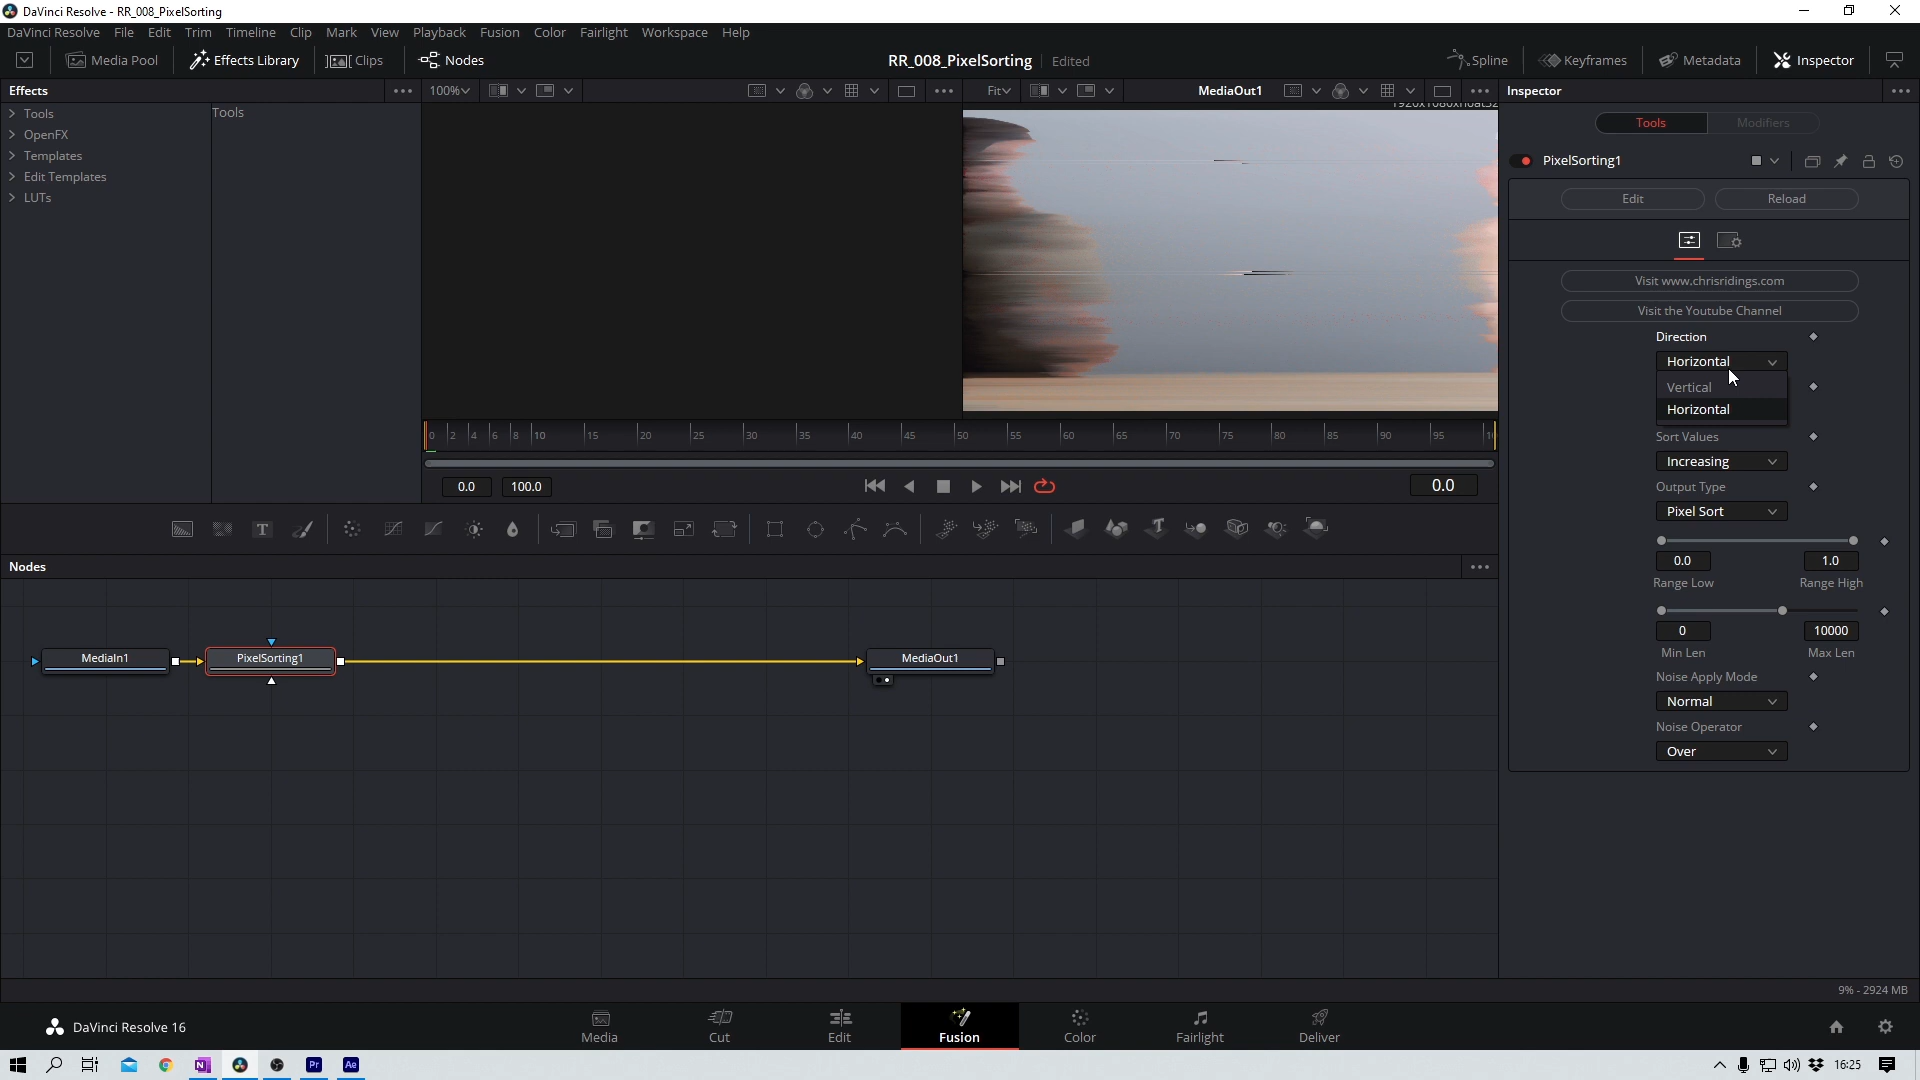 DaVinci Resolve - RR_008_PixelSorting
DaVinci Resolve File Edit Trim Timeline Clip Mark View Playback Fusion Color Fairlight Workspace Help
Media Pool Effects Library Clips Nodes RR_008_PixelSorting Edited Spline Keyframes Metadata Inspector
Effects 100% Fit MediaOut1 Inspector
Tools
OpenFX
Templates
Edit Templates
LUTs
Tools
Tools Modifiers
PixelSorting1
Edit Reload
Visit www.chrisridings.com
Visit the Youtube Channel
Direction
Horizontal
Vertical
Horizontal
Sort Values
Increasing
Output Type
Pixel Sort
0.0 1.0
Range Low Range High
0 10000
Min Len Max Len
Noise Apply Mode
Normal
Noise Operator
Over
0 2 4 6 8 10 15 20 25 30 35 40 45 50 55 60 65 70 75 80 85 90 95
0.0 100.0 0.0
T
Nodes
MediaIn1 PixelSorting1 MediaOut1
9% - 2924 MB
DaVinci Resolve 16
Media Cut Edit Fusion Color Fairlight Deliver
N Pr Ae 16:25